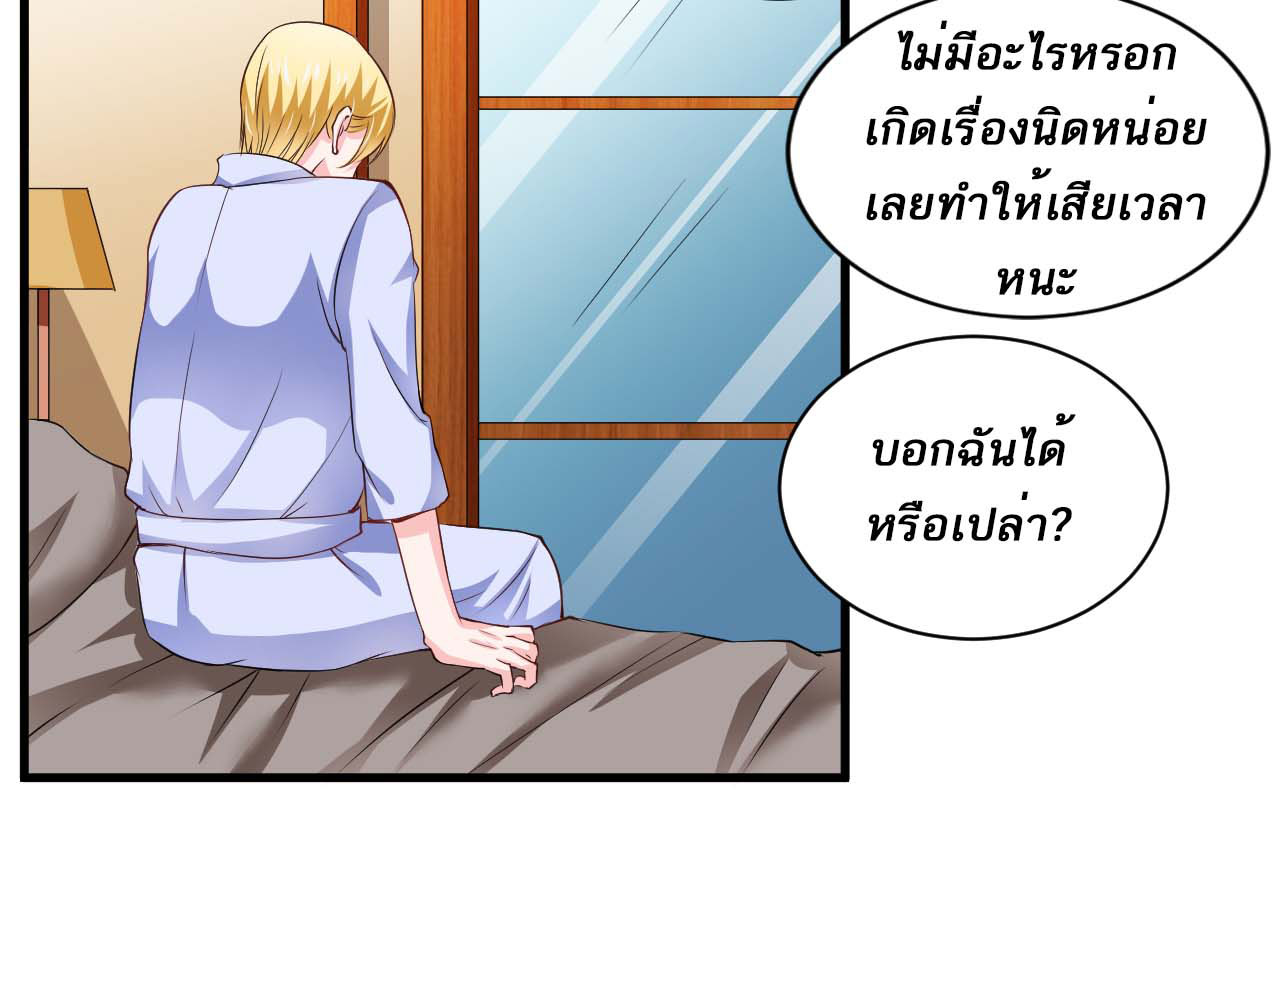 ไม่มีอะไรหรอก
เกิดเรื่องนิดหน่อย
เลยทำให้เสียเวลา
หนะ
บอกฉันได้
หรือเปล่า?